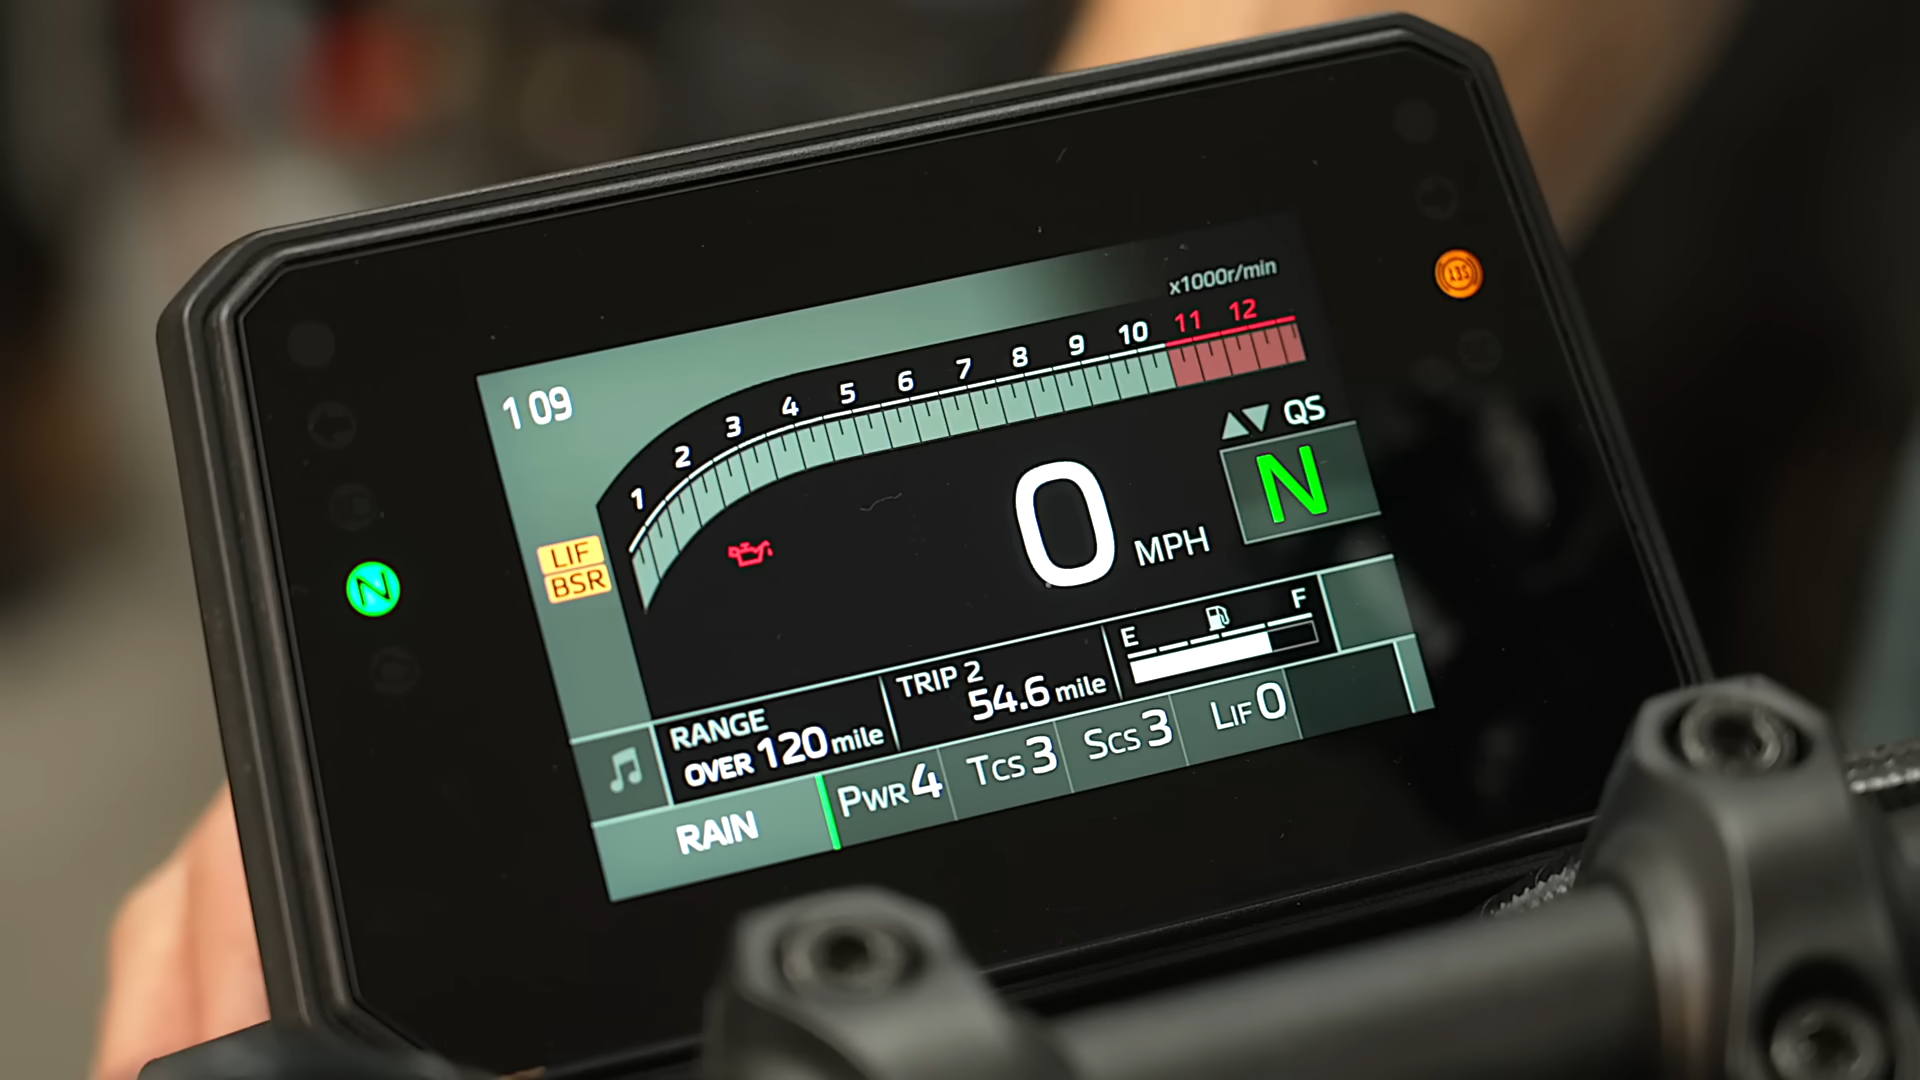 1 09
x1000r/min
1 2 3 4 5 6 7 8 9 10 11 12
QS
N
LIF
BSR
0 MPH
N
RANGE
OVER 120 mile
TRIP 2
54.6 mile
E F
RAIN
PWR 4
TCS 3
SCS 3
LIF 0